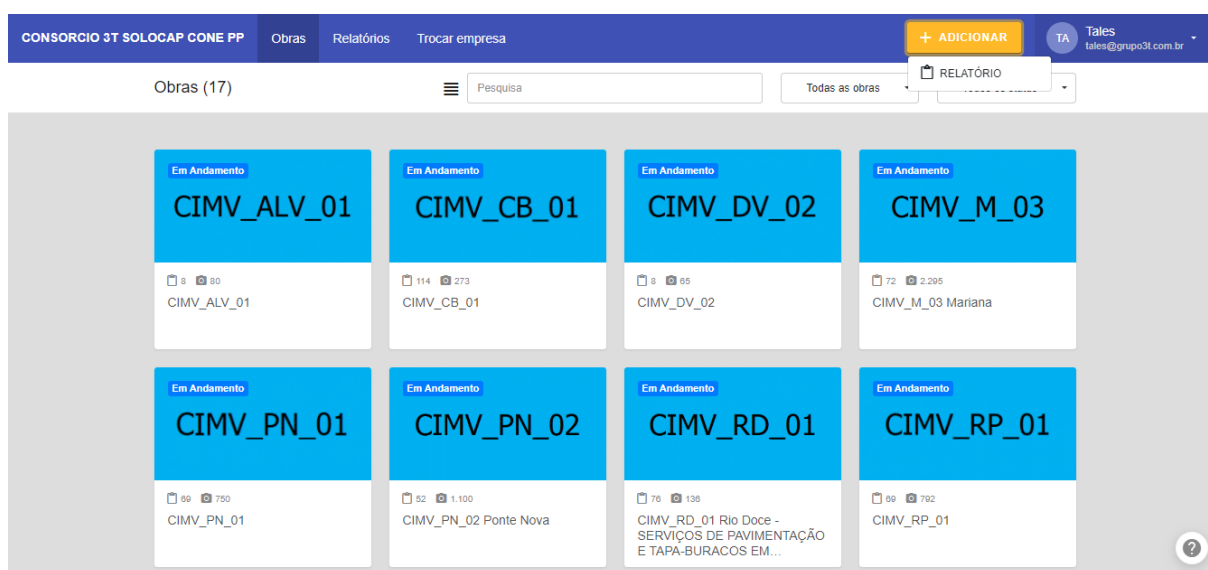 CONSORCIO 3T SOLOCAP CONE PP Obras Relatórios Trocar empresa + ADICIONAR TA Tales
tales@grupo3t.com.br
RELATÓRIO
Obras (17) Pesquisa Todas as obras
Em Andamento Em Andamento Em Andamento Em Andamento
CIMV_ALV_01 CIMV_CB_01 CIMV_DV_02 CIMV_M_03
8 80 114 273 8 65 72 2.295
CIMV_ALV_01 CIMV_CB_01 CIMV_DV_02 CIMV_M_03 Mariana
Em Andamento Em Andamento Em Andamento Em Andamento
CIMV_PN_01 CIMV_PN_02 CIMV_RD_01 CIMV_RP_01
69 750 52 1.100 76 136 69 792
CIMV_PN_01 CIMV_PN_02 Ponte Nova CIMV_RD_01 Rio Doce - CIMV_RP_01
SERVIÇOS DE PAVIMENTAÇÃO
E TAPA-BURACOS EM...
?